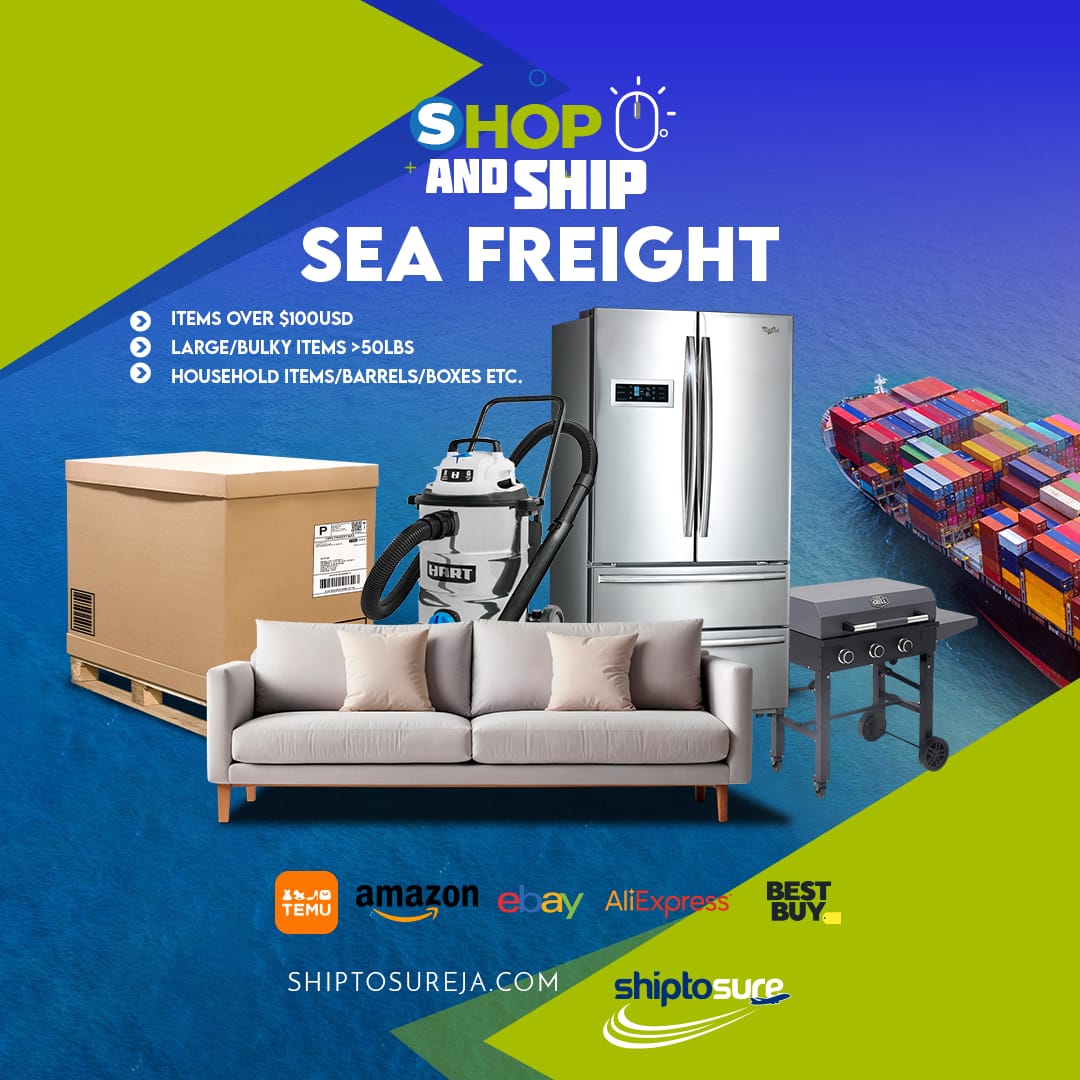 SHOP
AND SHIP
SEA FREIGHT
ITEMS OVER $100USD
LARGE/BULKY ITEMS >50LBS
HOUSEHOLD ITEMS/BARRELS/BOXES ETC.
P
H
HART
GRILL
TEMU
amazon
ebay
AliExpress
BEST
BUY
SHIPTOSUREJA.COM
shiptosure